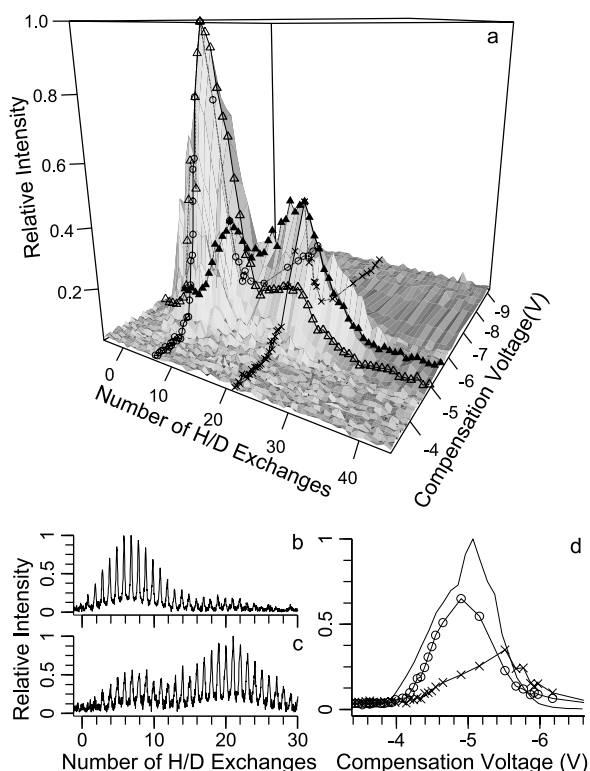 a
1.0
0.8
0.6
0.4
0.2
Relative Intensity
0
10
20
30
40
Number of H/D Exchanges
-9
-8
-7
-6
-5
-4
Compensation Voltage(V)
b
1
0.5
0
c
1
0.5
0
Relative Intensity
0 10 20 30
Number of H/D Exchanges
d
1
0.5
0
-4 -5 -6
Compensation Voltage (V)